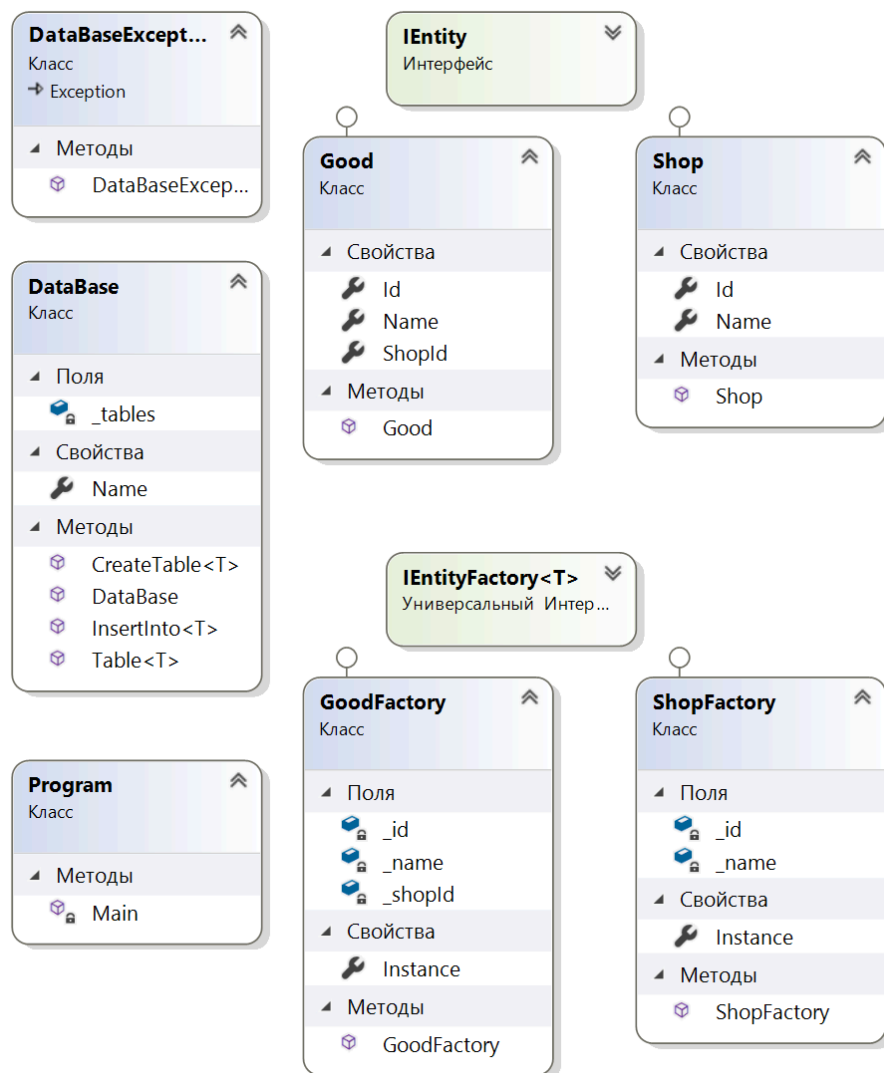 DataBaseExcept...
Класс
Exception
Методы
DataBaseExcep...
IEntity
Интерфейс
Good
Класс
Свойства
Id
Name
ShopId
Методы
Good
Shop
Класс
Свойства
Id
Name
Методы
Shop
DataBase
Класс
Поля
_tables
Свойства
Name
Методы
CreateTable<T>
DataBase
InsertInto<T>
Table<T>
IEntityFactory<T>
Универсальный Интер...
GoodFactory
Класс
Поля
_id
_name
_shopId
Свойства
Instance
Методы
GoodFactory
ShopFactory
Класс
Поля
_id
_name
Свойства
Instance
Методы
ShopFactory
Program
Класс
Методы
Main